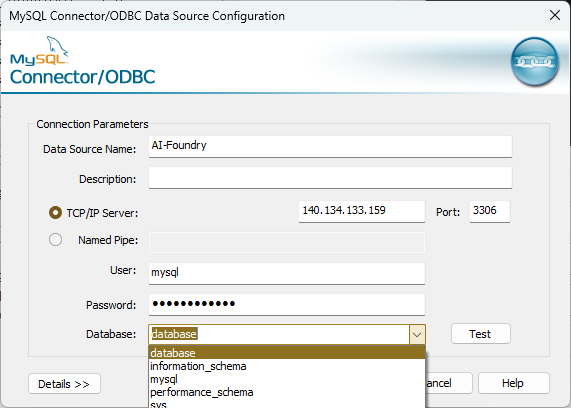 MySQL Connector/ODBC Data Source Configuration
MySQL
Connector/ODBC
Connection Parameters
Data Source Name: AI-Foundry
Description:
TCP/IP Server: 140.134.133.159 Port: 3306
Named Pipe:
User: mysql
Password: ••••••••••••
Database: database Test
database
information_schema
mysql
performance_schema
sys
Details >> ancel Help